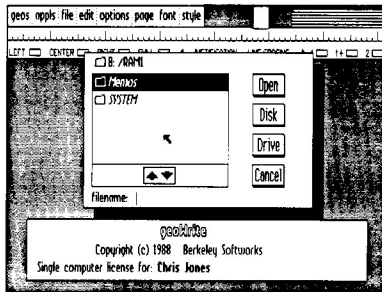 geos appls file edit options page font style
LEFT CENTER
B: /RAM1
Memos
SYSTEM
Open
Disk
Drive
Cancel
filename:
geoWrite
Copyright (c) 1988 Berkeley Softworks
Single computer license for: Chris Jones